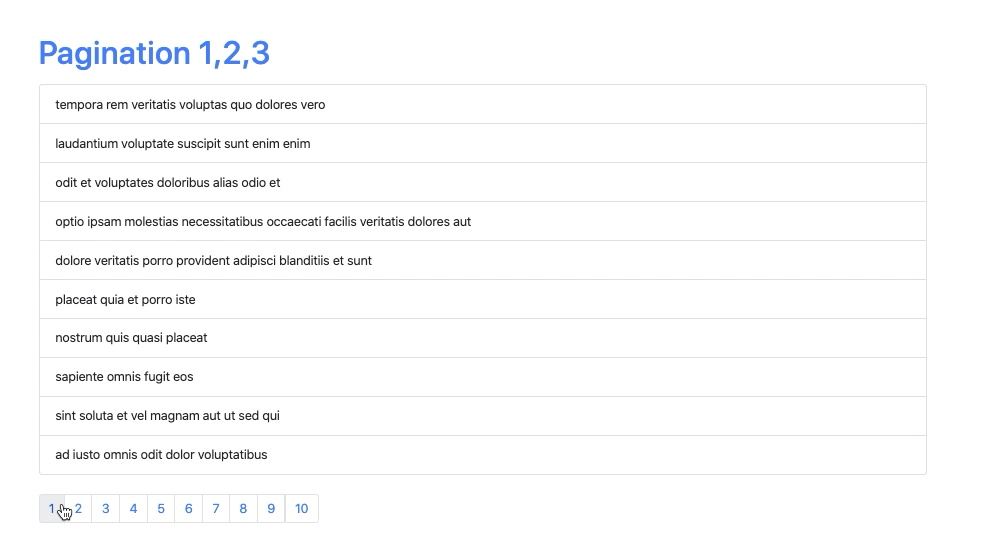 Pagination 1,2,3
tempora rem veritatis voluptas quo dolores vero
laudantium voluptate suscipit sunt enim enim
odit et voluptates doloribus alias odio et
optio ipsam molestias necessitatibus occaecati facilis veritatis dolores aut
dolore veritatis porro provident adipisci blanditiis et sunt
placeat quia et porro iste
nostrum quis quasi placeat
sapiente omnis fugit eos
sint soluta et vel magnam aut ut sed qui
ad iusto omnis odit dolor voluptatibus
1 2 3 4 5 6 7 8 9 10